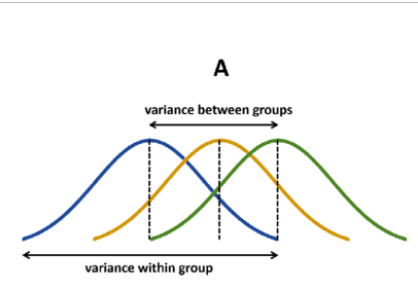 A
variance between groups
variance within group